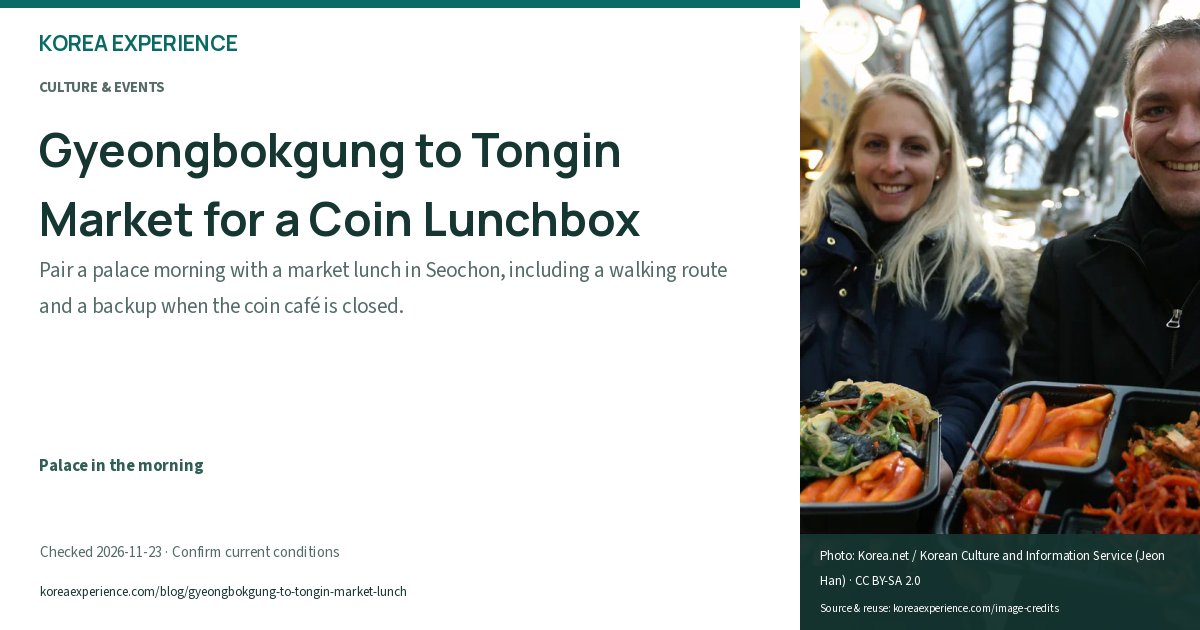 KOREA EXPERIENCE
CULTURE & EVENTS
Gyeongbokgung to Tongin
Market for a Coin Lunchbox
Pair a palace morning with a market lunch in Seochon, including a walking route
and a backup when the coin café is closed.
Palace in the morning
Checked 2026-11-23 · Confirm current conditions
koreaexperience.com/blog/gyeongbokgung-to-tongin-market-lunch
Photo: Korea.net / Korean Culture and Information Service (Jeon
Han) · CC BY-SA 2.0
Source & reuse: koreaexperience.com/image-credits